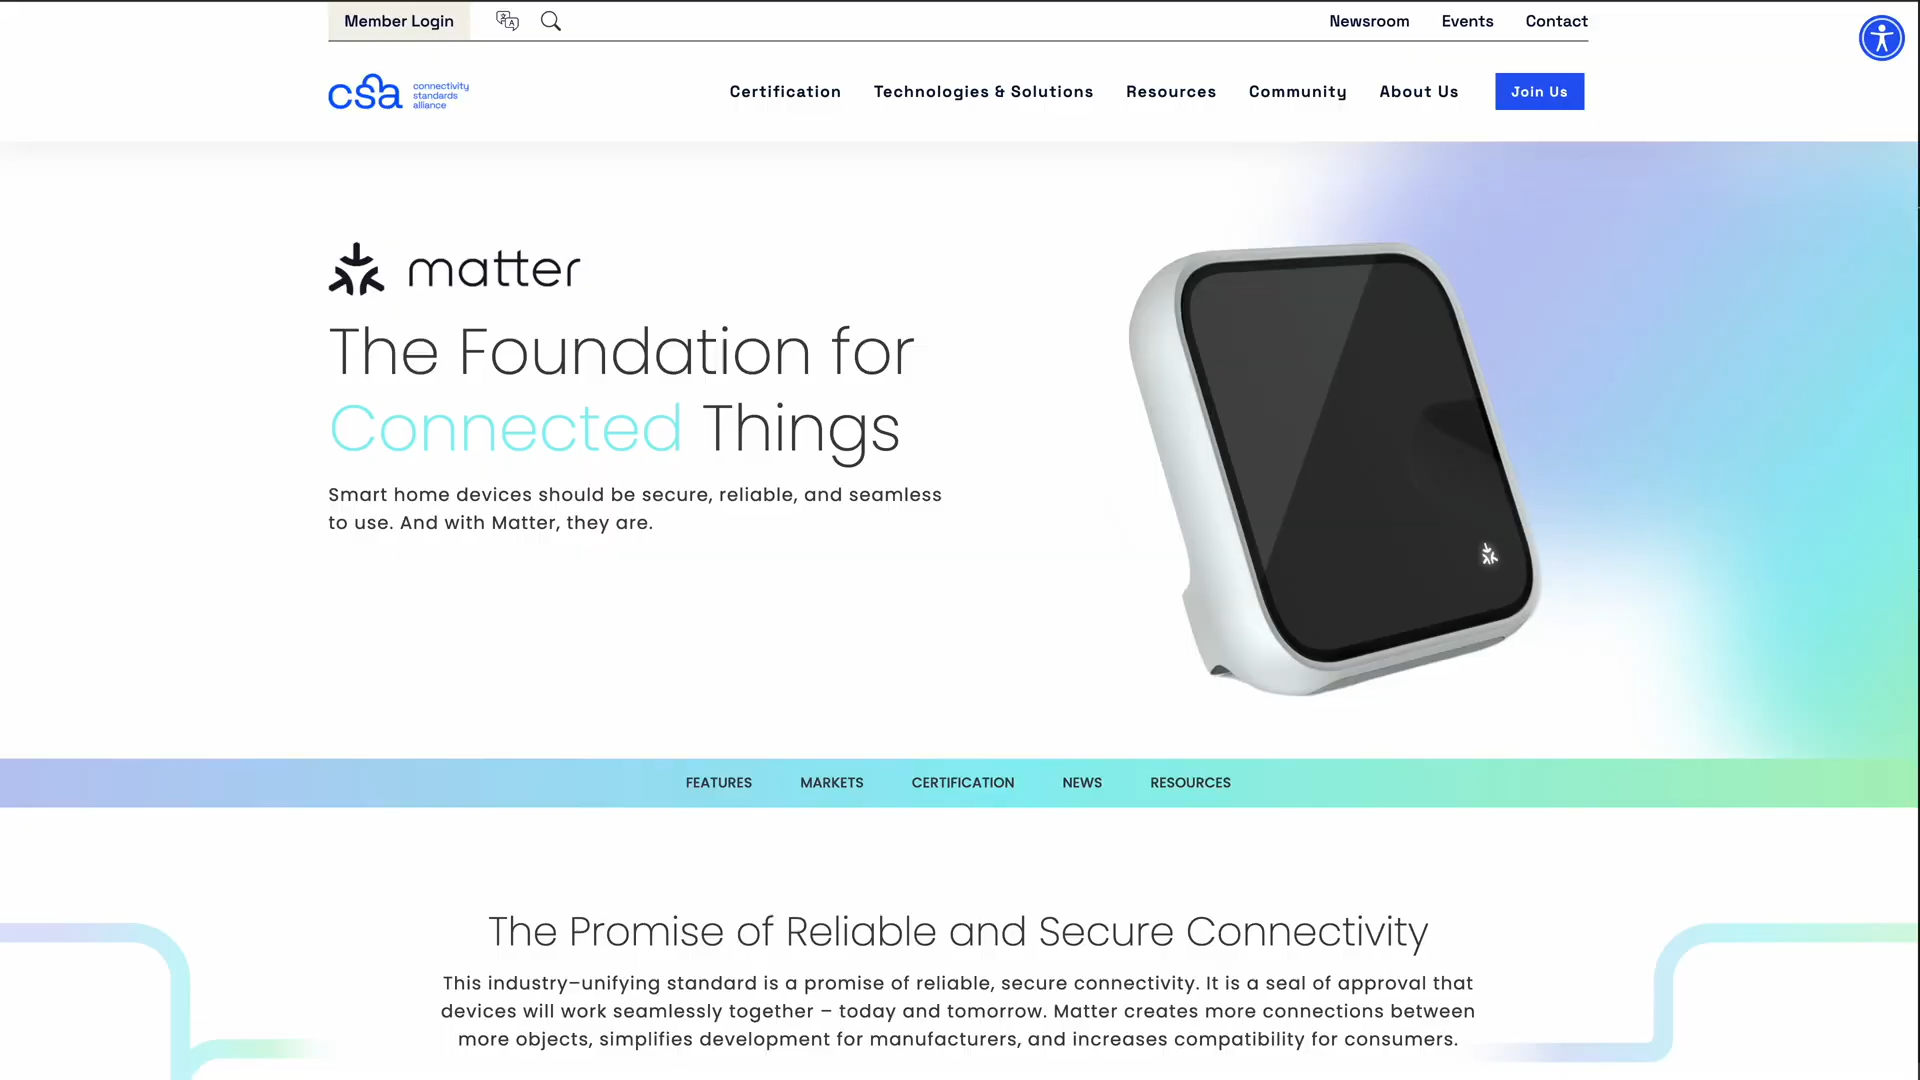 Member Login
Newsroom
Events
Contact
csa connectivity
standards
alliance
Certification
Technologies & Solutions
Resources
Community
About Us
Join Us
matter
The Foundation for
Connected Things
Smart home devices should be secure, reliable, and seamless
to use. And with Matter, they are.
FEATURES
MARKETS
CERTIFICATION
NEWS
RESOURCES
The Promise of Reliable and Secure Connectivity
This industry–unifying standard is a promise of reliable, secure connectivity. It is a seal of approval that
devices will work seamlessly together – today and tomorrow. Matter creates more connections between
more objects, simplifies development for manufacturers, and increases compatibility for consumers.